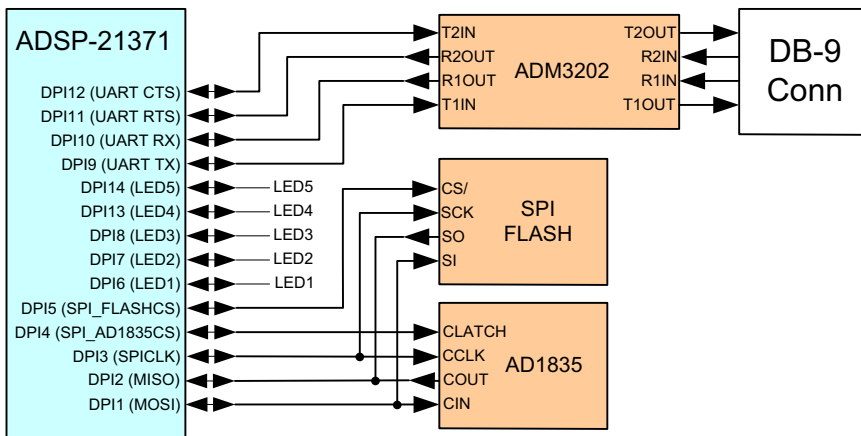 ADSP-21371
DPI12 (UART CTS)
DPI11 (UART RTS)
DPI10 (UART RX)
DPI9 (UART TX)
DPI14 (LED5)
DPI13 (LED4)
DPI8 (LED3)
DPI7 (LED2)
DPI6 (LED1)
DPI5 (SPI_FLASHCS)
DPI4 (SPI_AD1835CS)
DPI3 (SPICLK)
DPI2 (MISO)
DPI1 (MOSI)
LED5
LED4
LED3
LED2
LED1
T2IN
R2OUT
R1OUT
T1IN
ADM3202
T2OUT
R2IN
R1IN
T1OUT
DB-9
Conn
CS/
SCK
SO
SI
SPI
FLASH
CLATCH
CCLK
COUT
CIN
AD1835